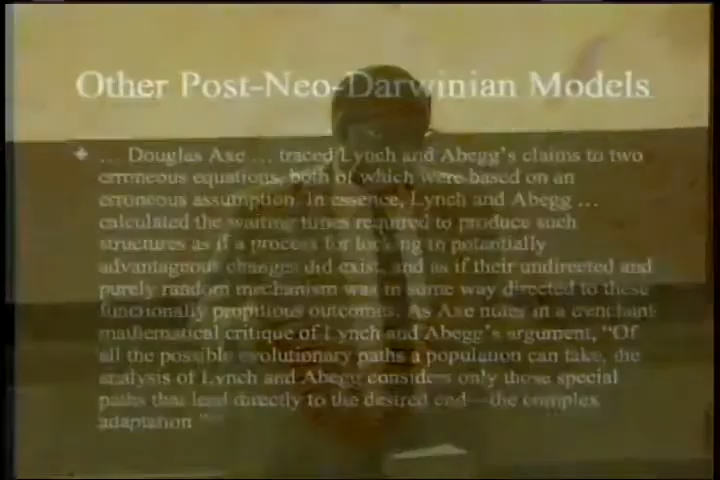 Other Post-Neo-Darwinian Models
… Douglas Axe … traced Lynch and Abegg's claims to two
erroneous equations, both of which were based on an
erroneous assumption. In essence, Lynch and Abegg …
calculated the waiting times required to produce such
structures as if a process for locking in potentially
advantageous changes did exist, and as if their undirected and
purely random mechanism was in some way directed to these
functionally propitious outcomes. As Axe notes in a trenchant
mathematical critique of Lynch and Abegg's argument, "Of
all the possible evolutionary paths a population can take, the
analysis of Lynch and Abegg considers only those special
paths that lead directly to the desired end—the complex
adaptation."